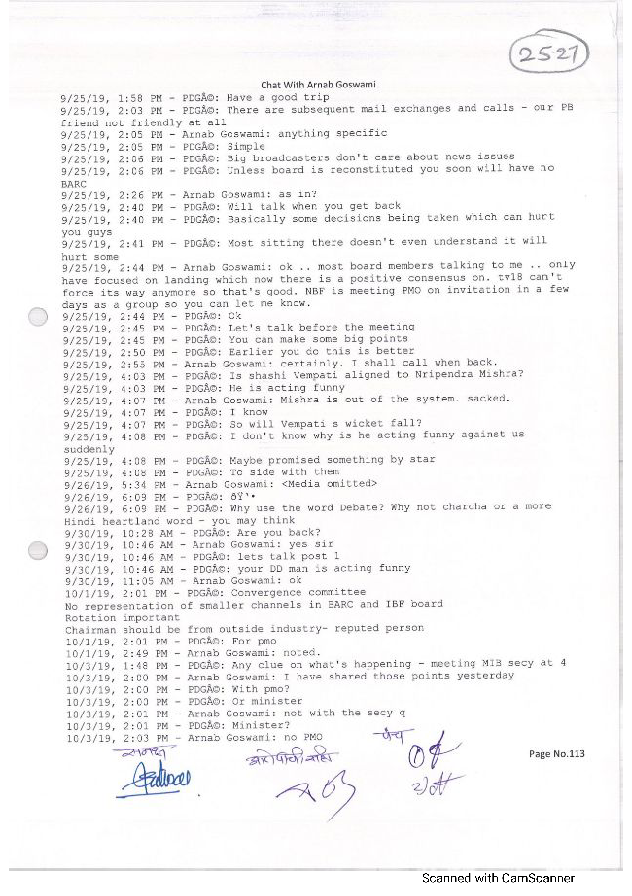 2527
Chat With Arnab Goswami
9/25/19, 1:58 PM - PDGÂ©: Have a good trip
9/25/19, 2:03 PM - PDGÂ©: There are subsequent mail exchanges and calls - our PB
friend not friendly at all
9/25/19, 2:05 PM - Arnab Goswami: anything specific
9/25/19, 2:05 PM - PDGÂ©: Simple
9/25/19, 2:06 PM - PDGÂ©: Big broadcasters don't care about news issues
9/25/19, 2:06 PM - PDGÂ©: Unless board is reconstituted you soon will have no
BARC
9/25/19, 2:26 PM - Arnab Goswami: as in?
9/25/19, 2:40 PM - PDGÂ©: Will talk when you get back
9/25/19, 2:40 PM - PDGÂ©: Basically some decisions being taken which can hurt
you guys
9/25/19, 2:41 PM - PDGÂ©: Most sitting there doesn't even understand it will
hurt some
9/25/19, 2:44 PM - Arnab Goswami: ok .. most board members talking to me .. only
have focused on landing which now there is a positive consensus on. tv18 can't
force its way anymore so that's good. NBF is meeting PMO on invitation in a few
days as a group so you can let me know.
9/25/19, 2:44 PM - PDGÂ©: Ok
9/25/19, 2:45 PM - PDGÂ©: Let's talk before the meeting
9/25/19, 2:45 PM - PDGÂ©: You can make some big points
9/25/19, 2:50 PM - PDGÂ©: Earlier you do this is better
9/25/19, 2:55 PM - Arnab Goswami: certainly. I shall call when back.
9/25/19, 4:03 PM - PDGÂ©: Is shashi Vempati aligned to Nripendra Mishra?
9/25/19, 4:03 PM - PDGÂ©: He is acting funny
9/25/19, 4:07 PM - Arnab Goswami: Mishra is out of the system. sacked.
9/25/19, 4:07 PM - PDGÂ©: I know
9/25/19, 4:07 PM - PDGÂ©: So will Vempati s wicket fall?
9/25/19, 4:08 PM - PDGÂ©: I don't know why is he acting funny against us
suddenly
9/25/19, 4:08 PM - PDGÂ©: Maybe promised something by star
9/25/19, 4:08 PM - PDGÂ©: To side with them
9/26/19, 5:34 PM - Arnab Goswami: <Media omitted>
9/26/19, 6:09 PM - PDGÂ©:
9/26/19, 6:09 PM - PDGÂ©: Why use the word Debate? Why not charcha or a more
Hindi heartland word - you may think
9/30/19, 10:28 AM - PDGÂ©: Are you back?
9/30/19, 10:46 AM - Arnab Goswami: yes sir
9/30/19, 10:46 AM - PDGÂ©: lets talk post 1
9/30/19, 10:46 AM - PDGÂ©: your DD man is acting funny
9/30/19, 11:05 AM - Arnab Goswami: ok
10/1/19, 2:01 PM - PDGÂ©: Convergence committee
No representation of smaller channels in BARC and IBF board
Rotation important
Chairman should be from outside industry- reputed person
10/1/19, 2:01 PM - PDGÂ©: For pmo
10/1/19, 2:49 PM - Arnab Goswami: noted.
10/3/19, 1:48 PM - PDGÂ©: Any clue on what's happening - meeting MIB secy at 4
10/3/19, 2:00 PM - Arnab Goswami: I have shared those points yesterday
10/3/19, 2:00 PM - PDGÂ©: With pmo?
10/3/19, 2:00 PM - PDGÂ©: Or minister
10/3/19, 2:01 PM - Arnab Goswami: not with the secy q
10/3/19, 2:01 PM - PDGÂ©: Minister?
10/3/19, 2:03 PM - Arnab Goswami: no PMO
समक्ष
पंच
Page No.113
Scanned with CamScanner